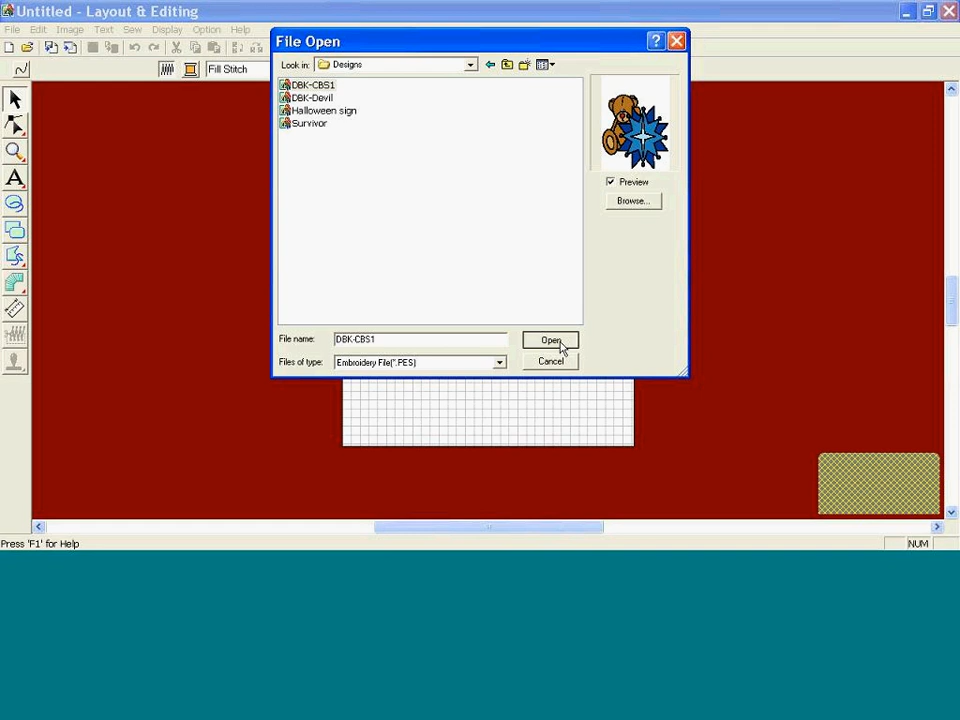 Untitled - Layout & Editing
File Edit Image Text Sew Display Option Help
Fill Stitch
File Open
Look in: Designs
DBK-CBS1
DBK-Devil
Halloween sign
Survivor
Preview
Browse...
File name: DBK-CBS1 Open
Files of type: Embroidery File(*.PES) Cancel
A
Press 'F1' for Help NUM